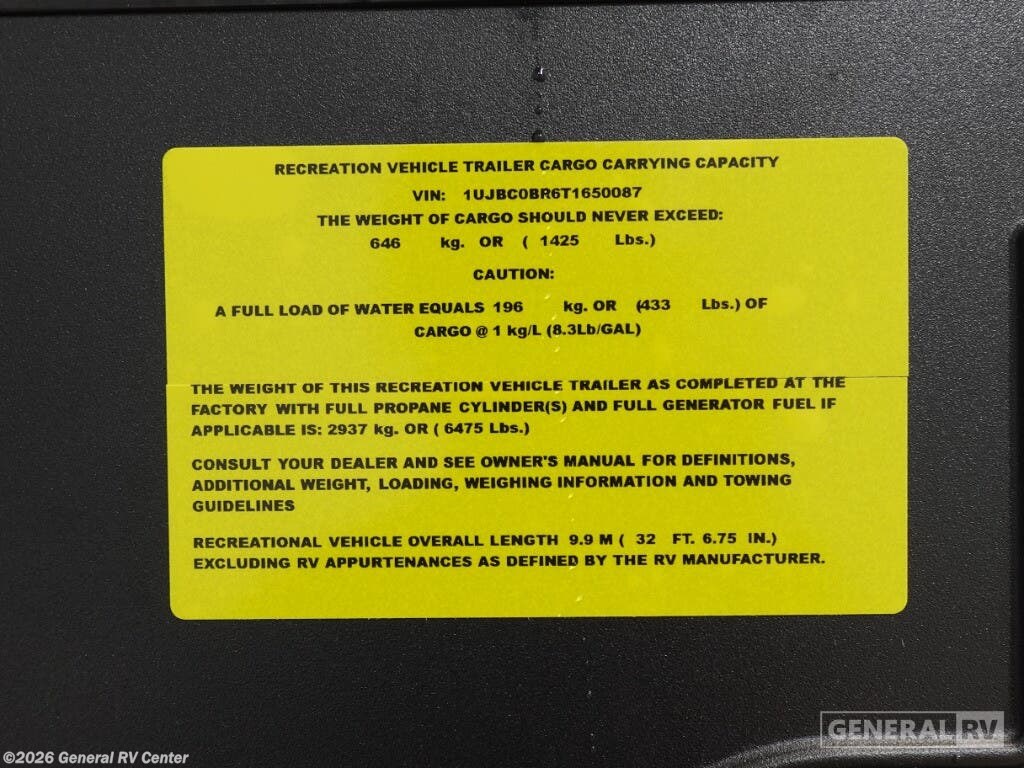 RECREATION VEHICLE TRAILER CARGO CARRYING CAPACITY
VIN: 1UJBC0BR6T1650087
THE WEIGHT OF CARGO SHOULD NEVER EXCEED:
646 kg. OR ( 1425 Lbs.)
CAUTION:
A FULL LOAD OF WATER EQUALS 196 kg. OR (433 Lbs.) OF
CARGO @ 1 kg/L (8.3Lb/GAL)
THE WEIGHT OF THIS RECREATION VEHICLE TRAILER AS COMPLETED AT THE
FACTORY WITH FULL PROPANE CYLINDER(S) AND FULL GENERATOR FUEL IF
APPLICABLE IS: 2937 kg. OR ( 6475 Lbs.)
CONSULT YOUR DEALER AND SEE OWNER'S MANUAL FOR DEFINITIONS,
ADDITIONAL WEIGHT, LOADING, WEIGHING INFORMATION AND TOWING
GUIDELINES
RECREATIONAL VEHICLE OVERALL LENGTH 9.9 M ( 32 FT. 6.75 IN.)
EXCLUDING RV APPURTENANCES AS DEFINED BY THE RV MANUFACTURER.
GENERAL RV
©2026 General RV Center